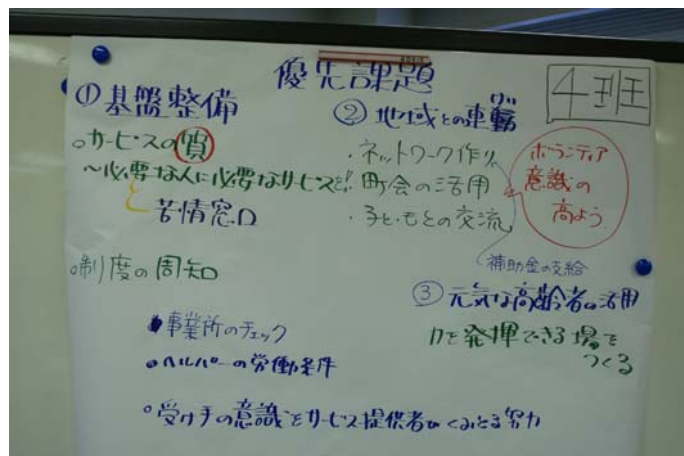 優先課題
4班
①基盤整備
○サービスの質
～必要な人に必要なサービスを!!
苦情窓口
○制度の周知
事業所のチェック
○ヘルパーの労働条件
○受け手の意識をサービス提供者がくみとる努力
②地域との連動
・ネットワーク作り
・町会の活用
・子どもとの交流
ボランティア
意識の
高よう
補助金の支給
③元気な高齢者の活用
力を発揮できる場を
つくる